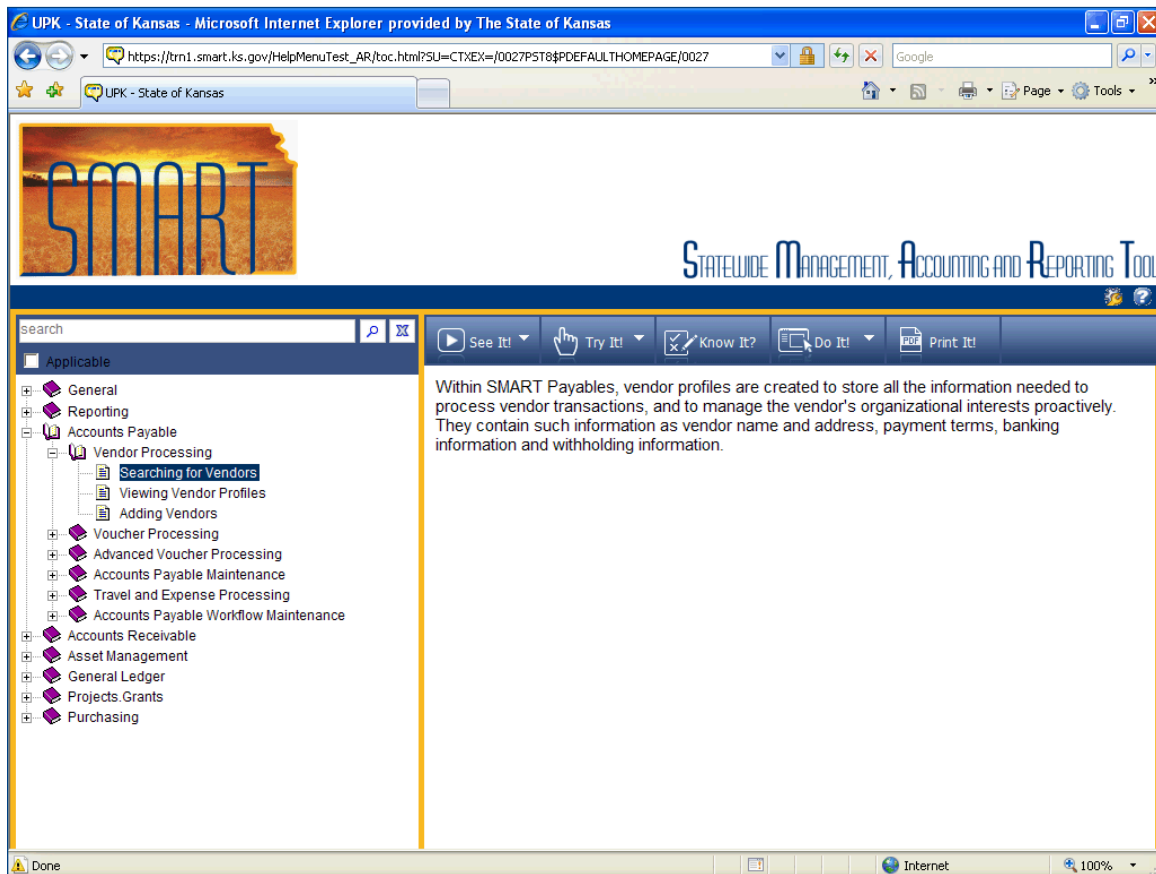 UPK - State of Kansas - Microsoft Internet Explorer provided by The State of Kansas
https://trn1.smart.ks.gov/HelpMenuTest_AR/toc.html?SU=CTXEX=/0027PST8$PDEFAULTHOMEPAGE/0027
Google
UPK - State of Kansas
Page
Tools
SMART
Statewide Management, Accounting and Reporting Tool
search
Applicable
See It!
Try It!
Know It?
Do It!
Print It!
General
Reporting
Accounts Payable
Vendor Processing
Searching for Vendors
Viewing Vendor Profiles
Adding Vendors
Voucher Processing
Advanced Voucher Processing
Accounts Payable Maintenance
Travel and Expense Processing
Accounts Payable Workflow Maintenance
Accounts Receivable
Asset Management
General Ledger
Projects.Grants
Purchasing
Within SMART Payables, vendor profiles are created to store all the information needed to
process vendor transactions, and to manage the vendor's organizational interests proactively.
They contain such information as vendor name and address, payment terms, banking
information and withholding information.
Done
Internet
100%